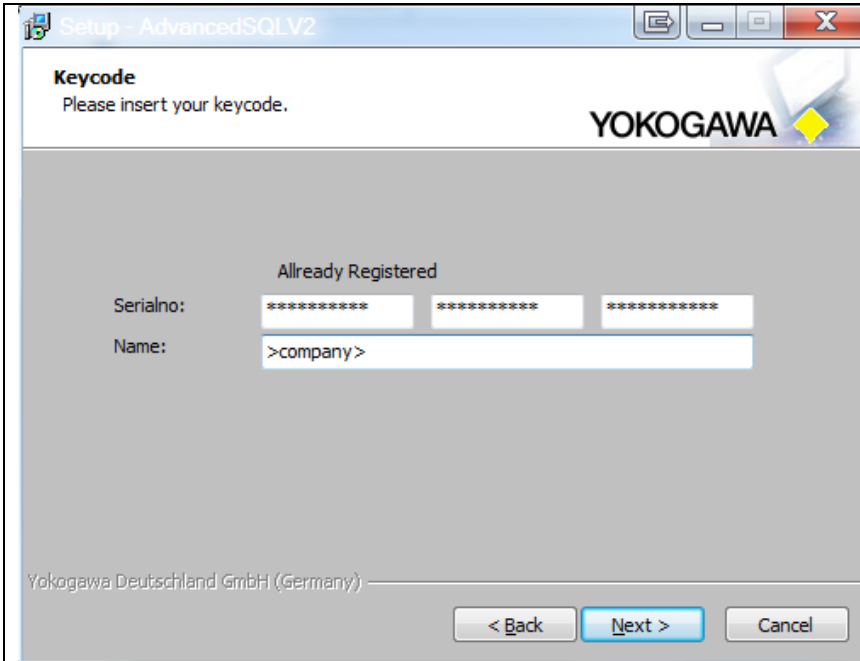 Setup - AdvancedSQLV2
Keycode
Please insert your keycode.
YOKOGAWA
Allready Registered
Serialno: ********** ********** ***********
Name: >company>
Yokogawa Deutschland GmbH (Germany)
< Back Next > Cancel